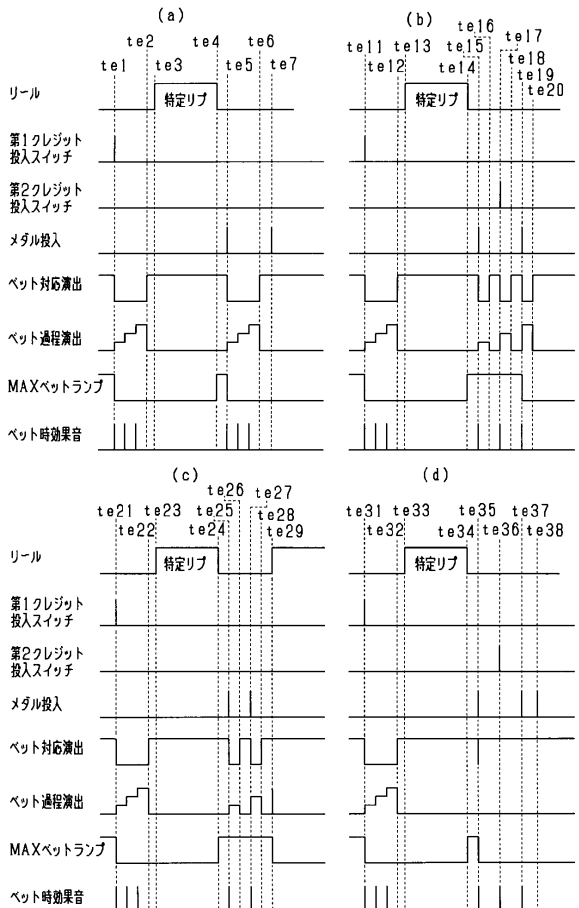 (a)
te2 te4 te6
te1 te3 te5 te7
リール
特定リプ
第1クレジット
投入スイッチ
第2クレジット
投入スイッチ
メダル投入
ベット対応演出
ベット過程演出
MAXベットランプ
ベット時効果音
(b)
te16
te15 te17
te11 te13
te12 te14 te18
te19
te20
特定リプ
(c)
te26 te27
te21 te23 te25 te28
te22 te24 te29
リール
特定リプ
第1クレジット
投入スイッチ
第2クレジット
投入スイッチ
メダル投入
ベット対応演出
ベット過程演出
MAXベットランプ
ベット時効果音
(d)
te31 te33 te35 te37
te32 te34 te36 te38
特定リプ